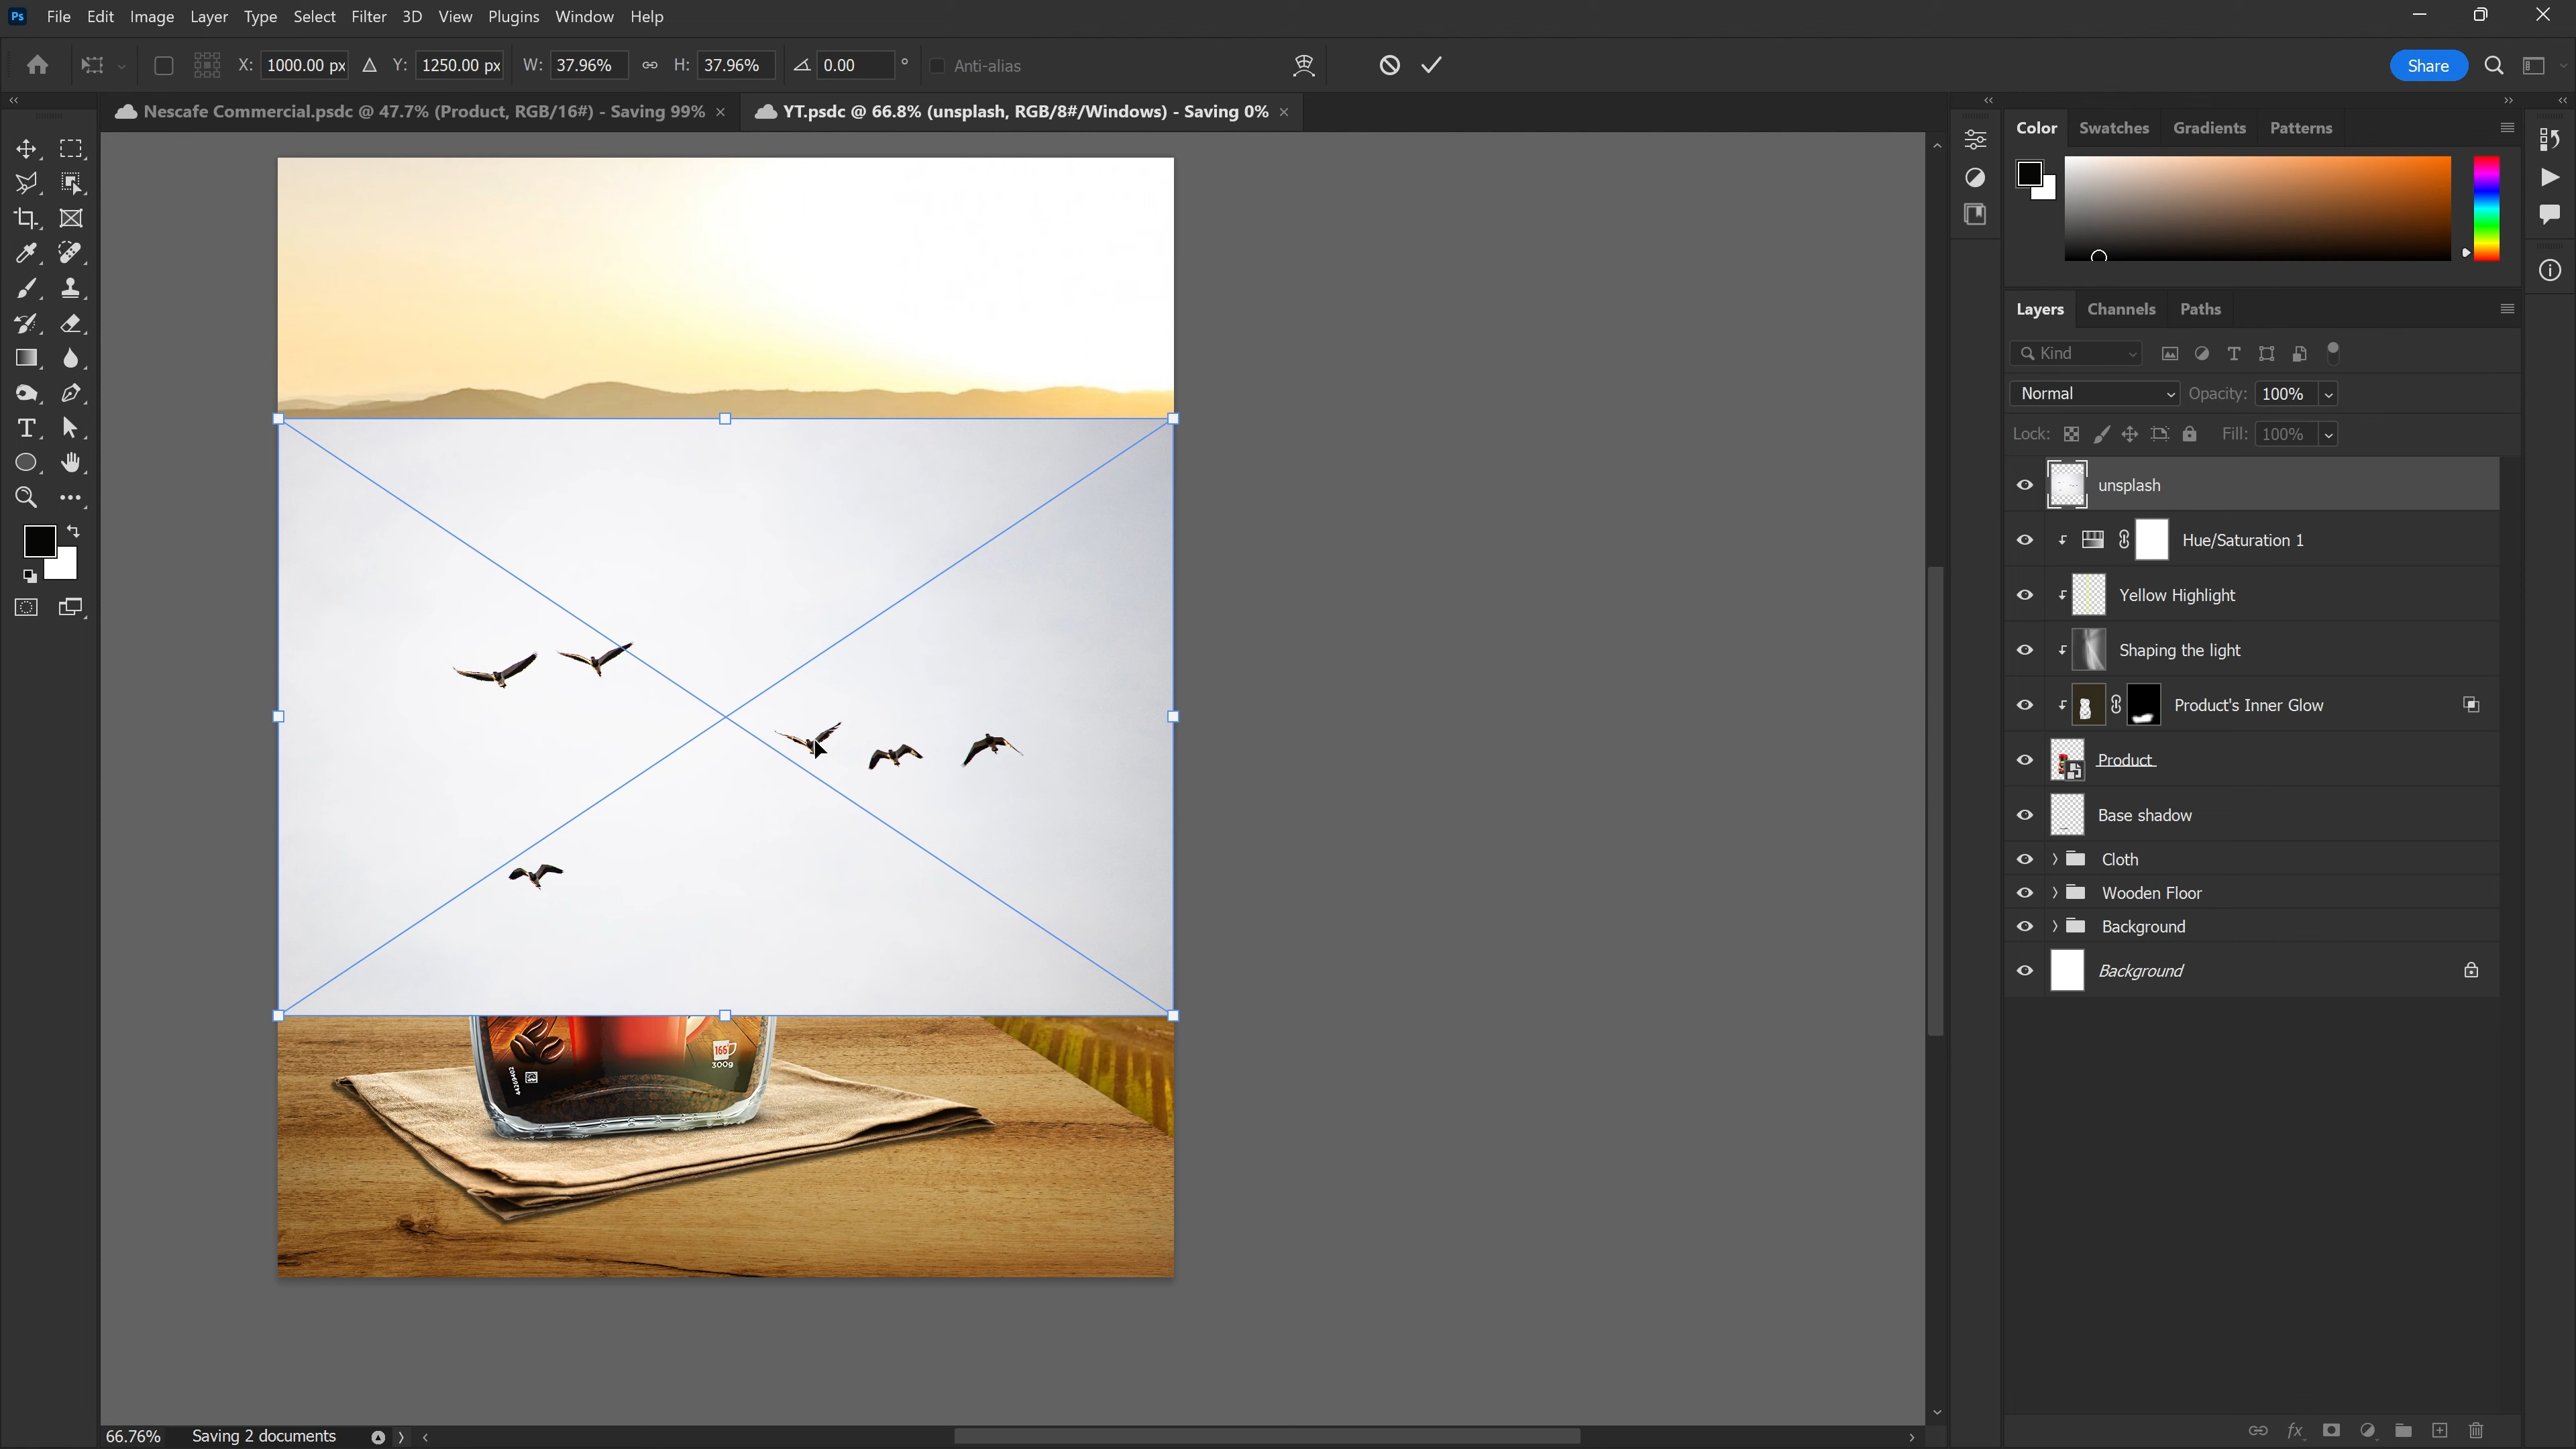 Ps File Edit Image Layer Type Select Filter 3D View Plugins Window Help
X: 1000.00 px Y: 1250.00 px W: 37.96% H: 37.96% 0.00 ° Anti-alias
Share
Nescafe Commercial.psdc @ 47.7% (Product, RGB/16#) - Saving 99% ×
YT.psdc @ 66.8% (unsplash, RGB/8#/Windows) - Saving 0% ×
Color Swatches Gradients Patterns
Layers Channels Paths
Kind
Normal Opacity: 100%
Lock: Fill: 100%
unsplash
Hue/Saturation 1
Yellow Highlight
Shaping the light
Product's Inner Glow
Product
Base shadow
Cloth
Wooden Floor
Background
Background
166
300g
66.76% Saving 2 documents